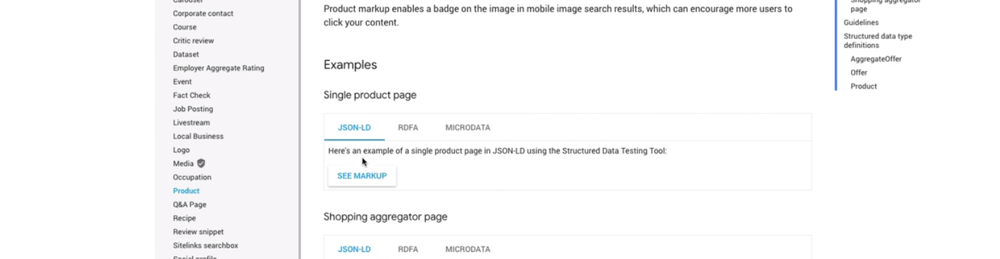 Carousel
Corporate contact
Course
Critic review
Dataset
Employer Aggregate Rating
Event
Fact Check
Job Posting
Livestream
Local Business
Logo
Media
Occupation
Product
Q&A Page
Recipe
Review snippet
Sitelinks searchbox
Social profile
Product markup enables a badge on the image in mobile image search results, which can encourage more users to
click your content.
Examples
Single product page
JSON-LD RDFA MICRODATA
Here's an example of a single product page in JSON-LD using the Structured Data Testing Tool:
SEE MARKUP
Shopping aggregator page
JSON-LD RDFA MICRODATA
Shopping aggregator
page
Guidelines
Structured data type
definitions
AggregateOffer
Offer
Product